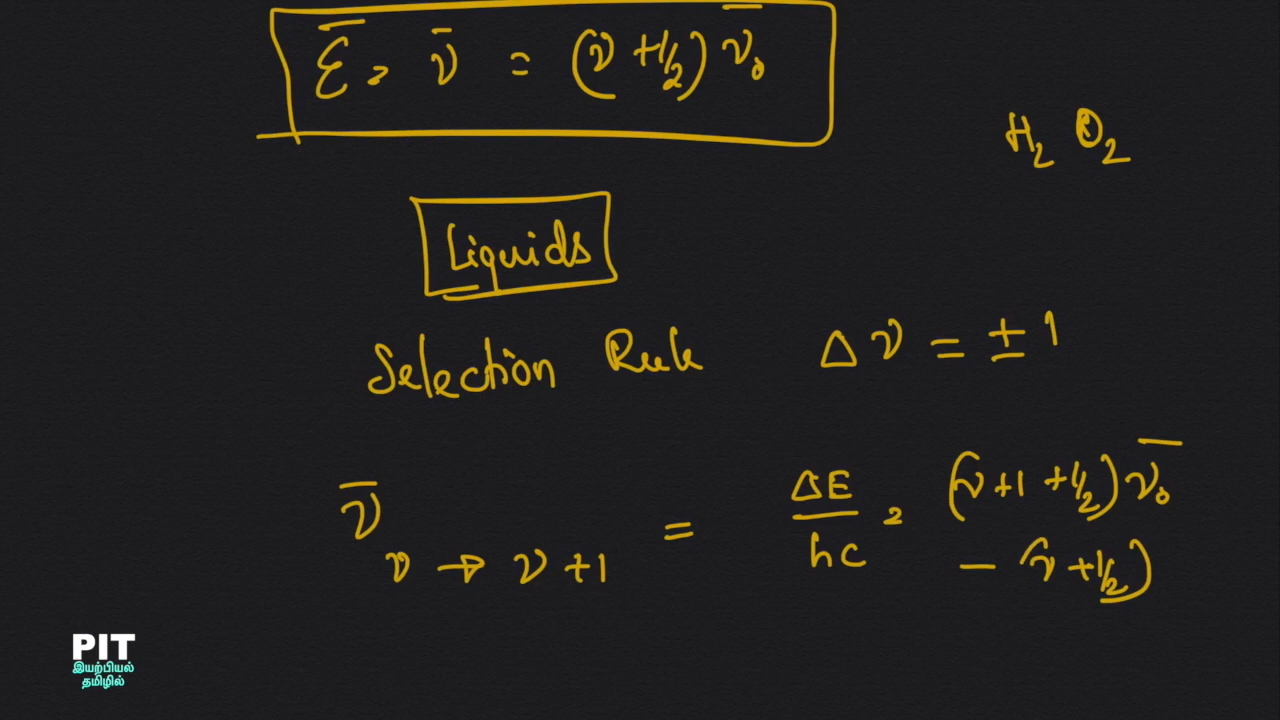 ε̄ = ν̄ = (ν + 1/2) ν̄₀
H₂ O₂
Liquids
Selection Rule Δν = ± 1
ν̄ ν → ν + 1 = ΔE / hc = (ν + 1 + 1/2) ν̄₀
− (ν + 1/2)
PIT
இயற்பியல்
தமிழில்